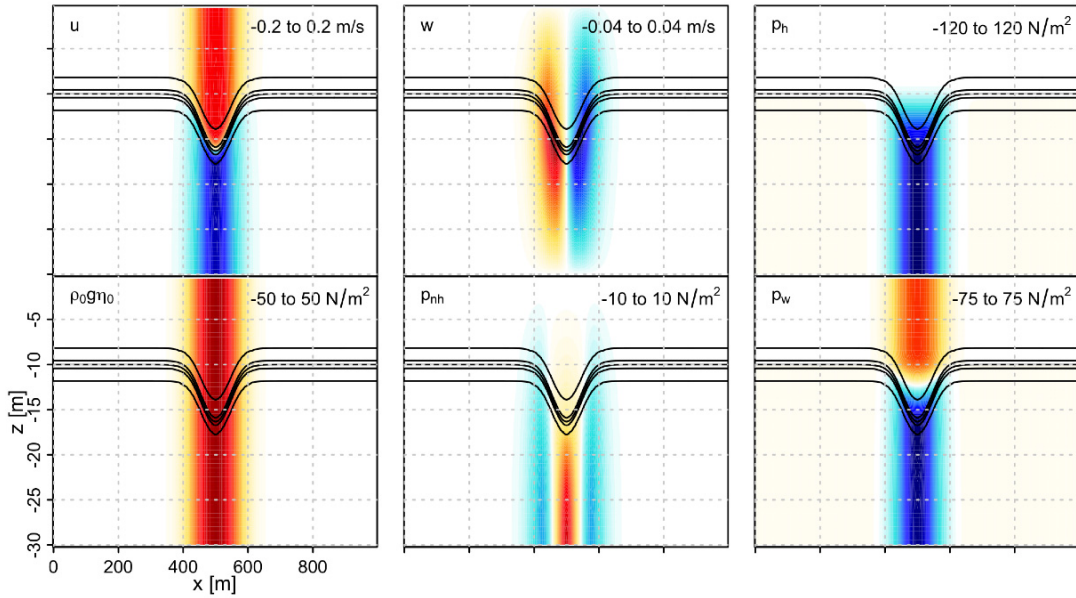 u -0.2 to 0.2 m/s
w -0.04 to 0.04 m/s
pₕ -120 to 120 N/m²
ρ₀gη₀ -50 to 50 N/m²
pₙₕ -10 to 10 N/m²
p_w -75 to 75 N/m²
-5
-10
-15
-20
-25
-30
z [m]
0 200 400 600 800
x [m]